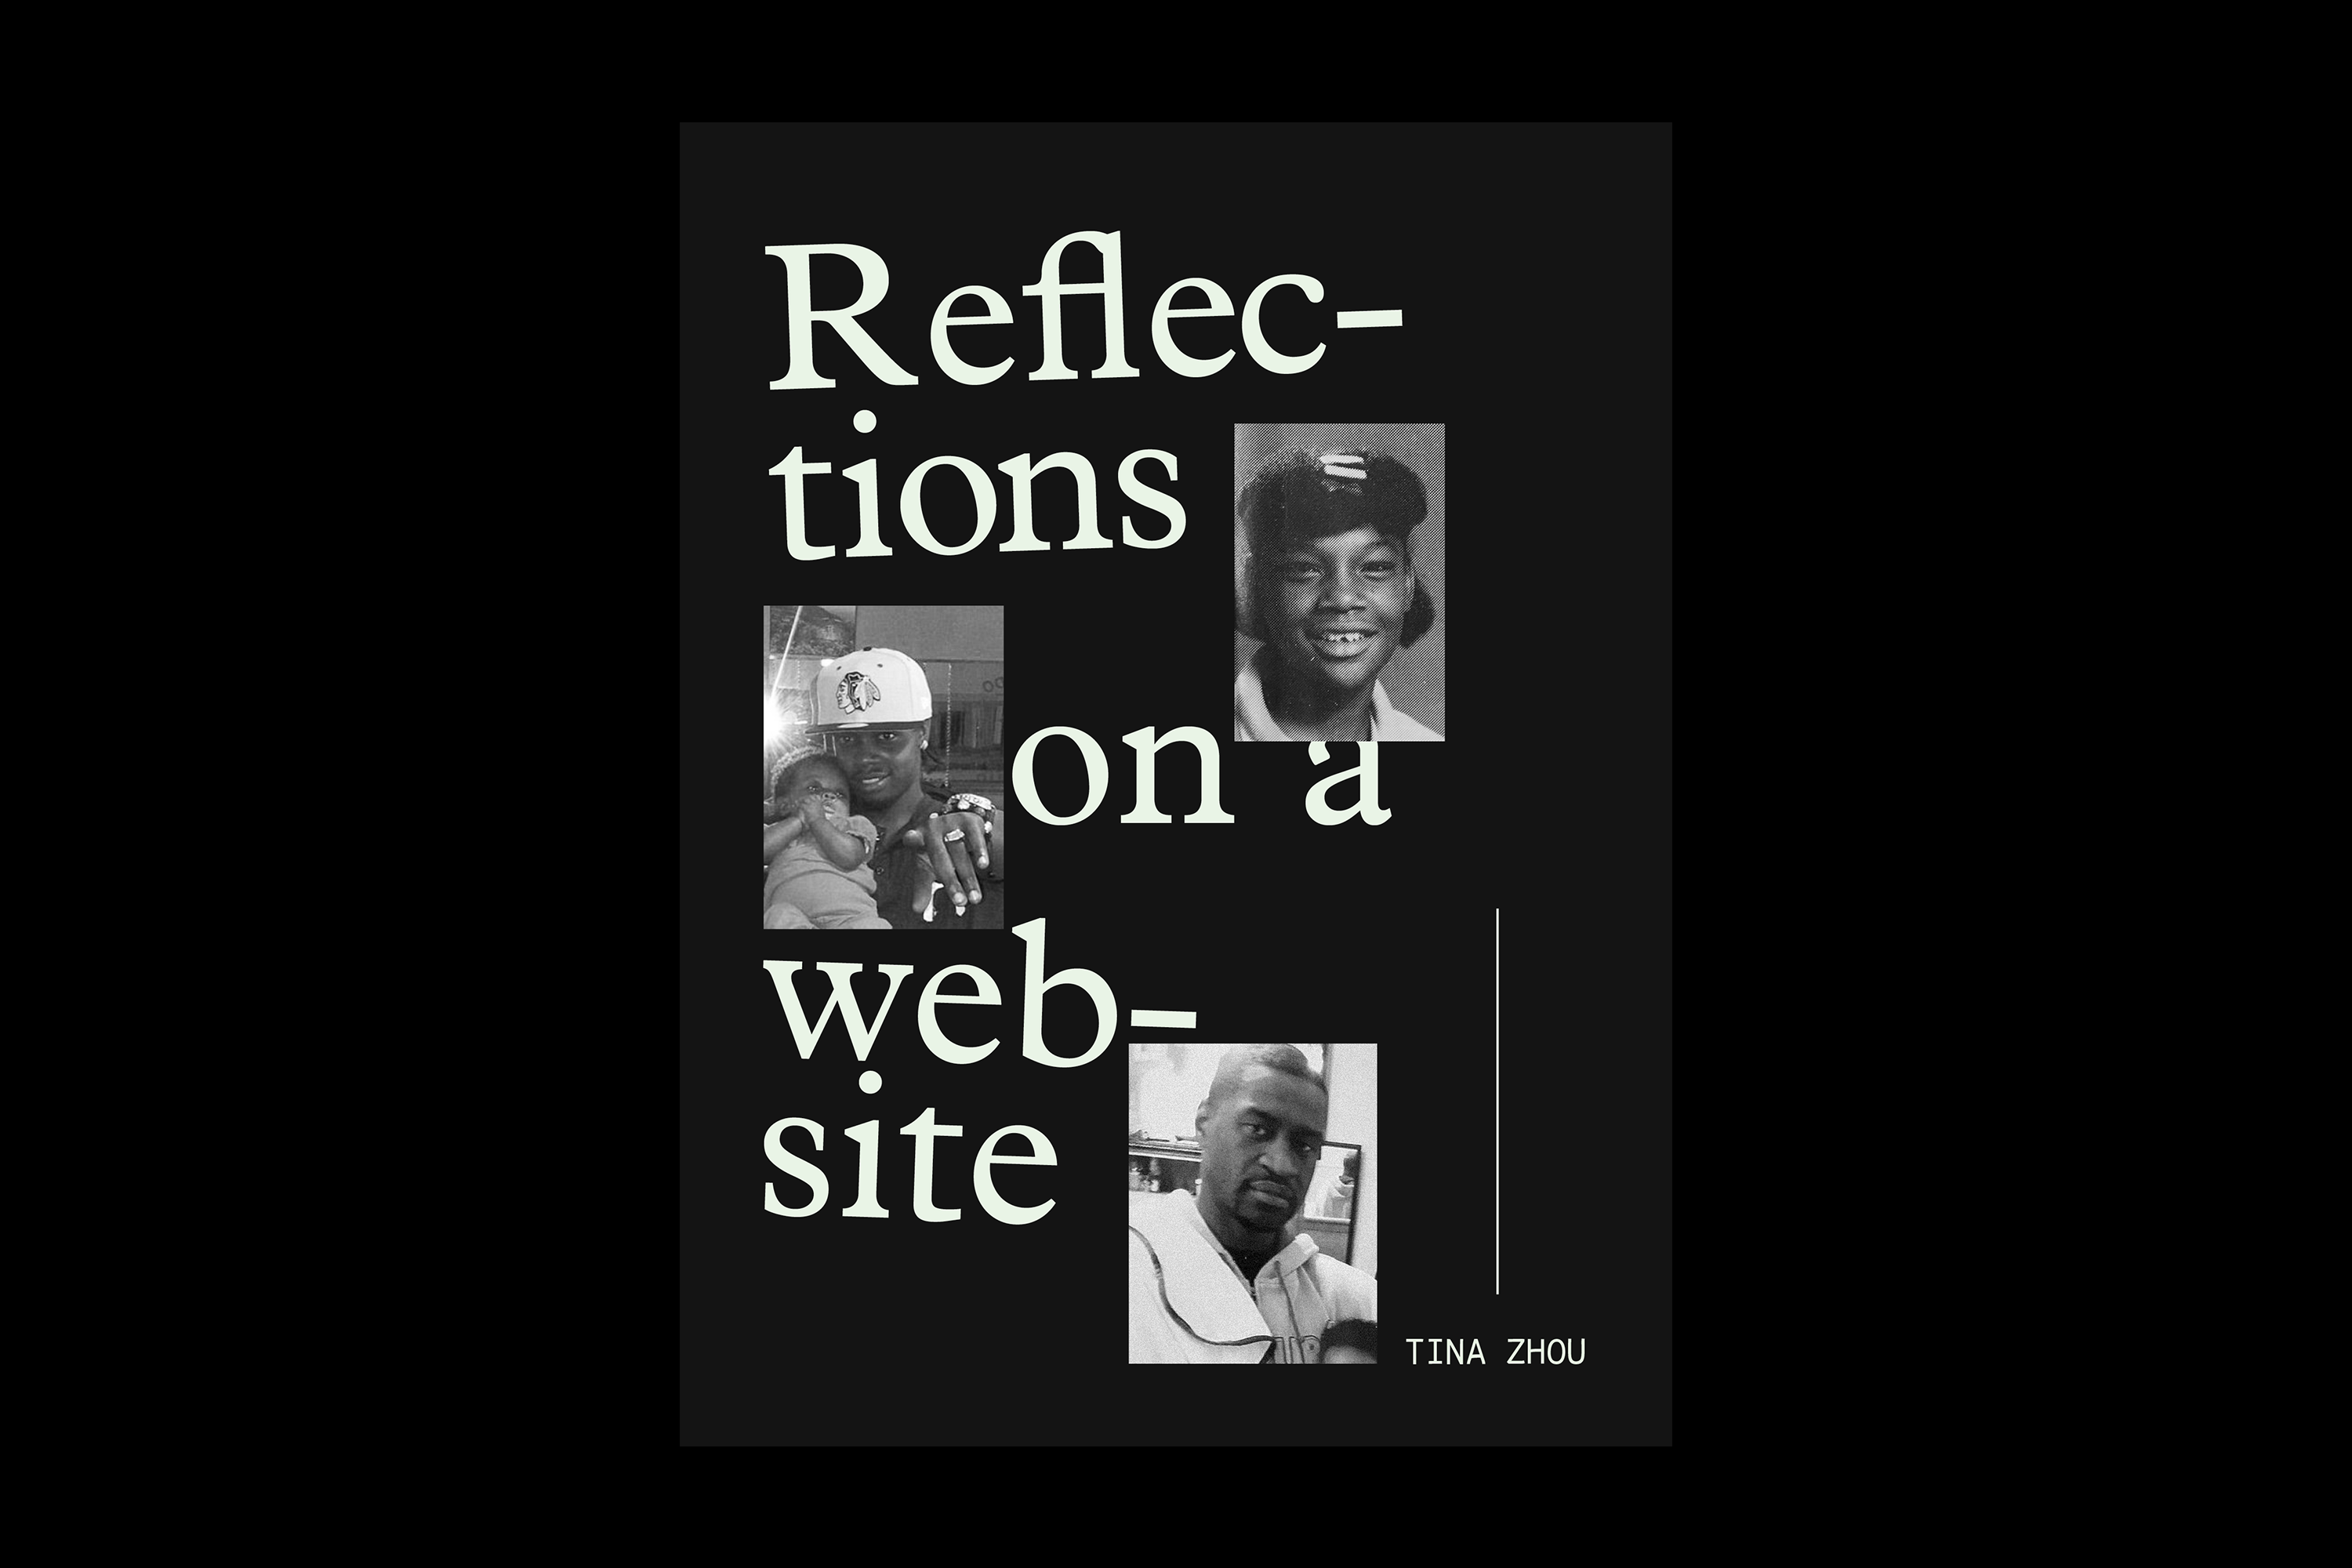 Reflec-
tions
on a
web-
site
TINA ZHOU